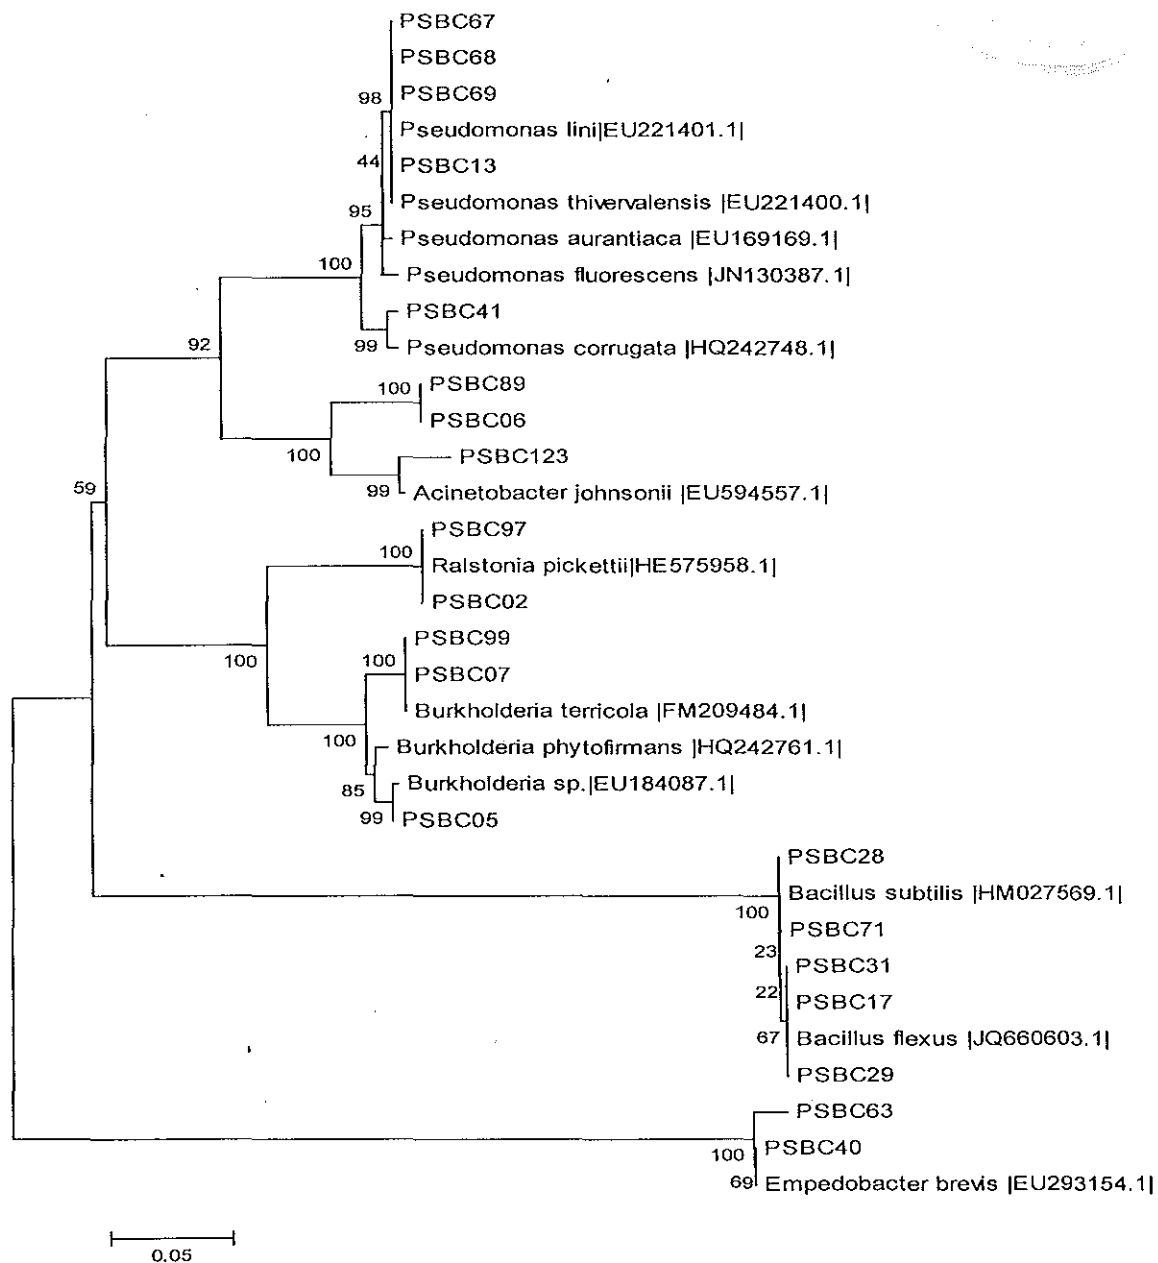 PSBC67
PSBC68
PSBC69
98
Pseudomonas lini|EU221401.1|
44
PSBC13
Pseudomonas thivervalensis |EU221400.1|
95
Pseudomonas aurantiaca |EU169169.1|
100
Pseudomonas fluorescens |JN130387.1|
PSBC41
92
99
Pseudomonas corrugata |HQ242748.1|
100
PSBC89
PSBC06
100
PSBC123
59
99
Acinetobacter johnsonii |EU594557.1|
PSBC97
100
Ralstonia pickettii|HE575958.1|
PSBC02
PSBC99
100
100
PSBC07
Burkholderia terricola |FM209484.1|
100
Burkholderia phytofirmans |HQ242761.1|
85
Burkholderia sp.|EU184087.1|
99
PSBC05
PSBC28
Bacillus subtilis |HM027569.1|
100
PSBC71
23
PSBC31
22
PSBC17
67
Bacillus flexus |JQ660603.1|
PSBC29
PSBC63
100
PSBC40
69
Empedobacter brevis |EU293154.1|
0.05